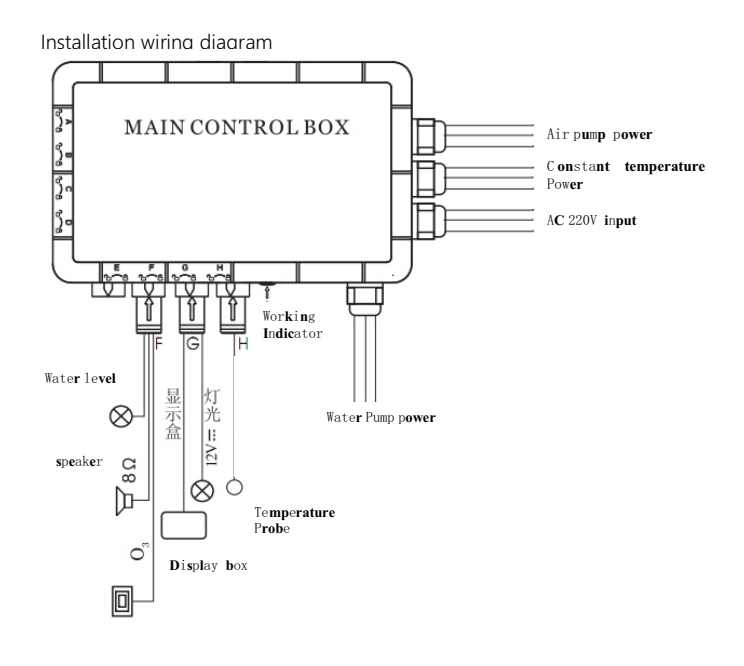 Installation wiring diagram
MAIN CONTROL BOX
A
B
C
D
Air pump power
Constant temperature
Power
AC 220V input
E F G H
Working
Indicator
F G H
Water level
显示盒
灯光 12V
Water Pump power
speaker
8Ω
Temperature
Probe
O3
Display box